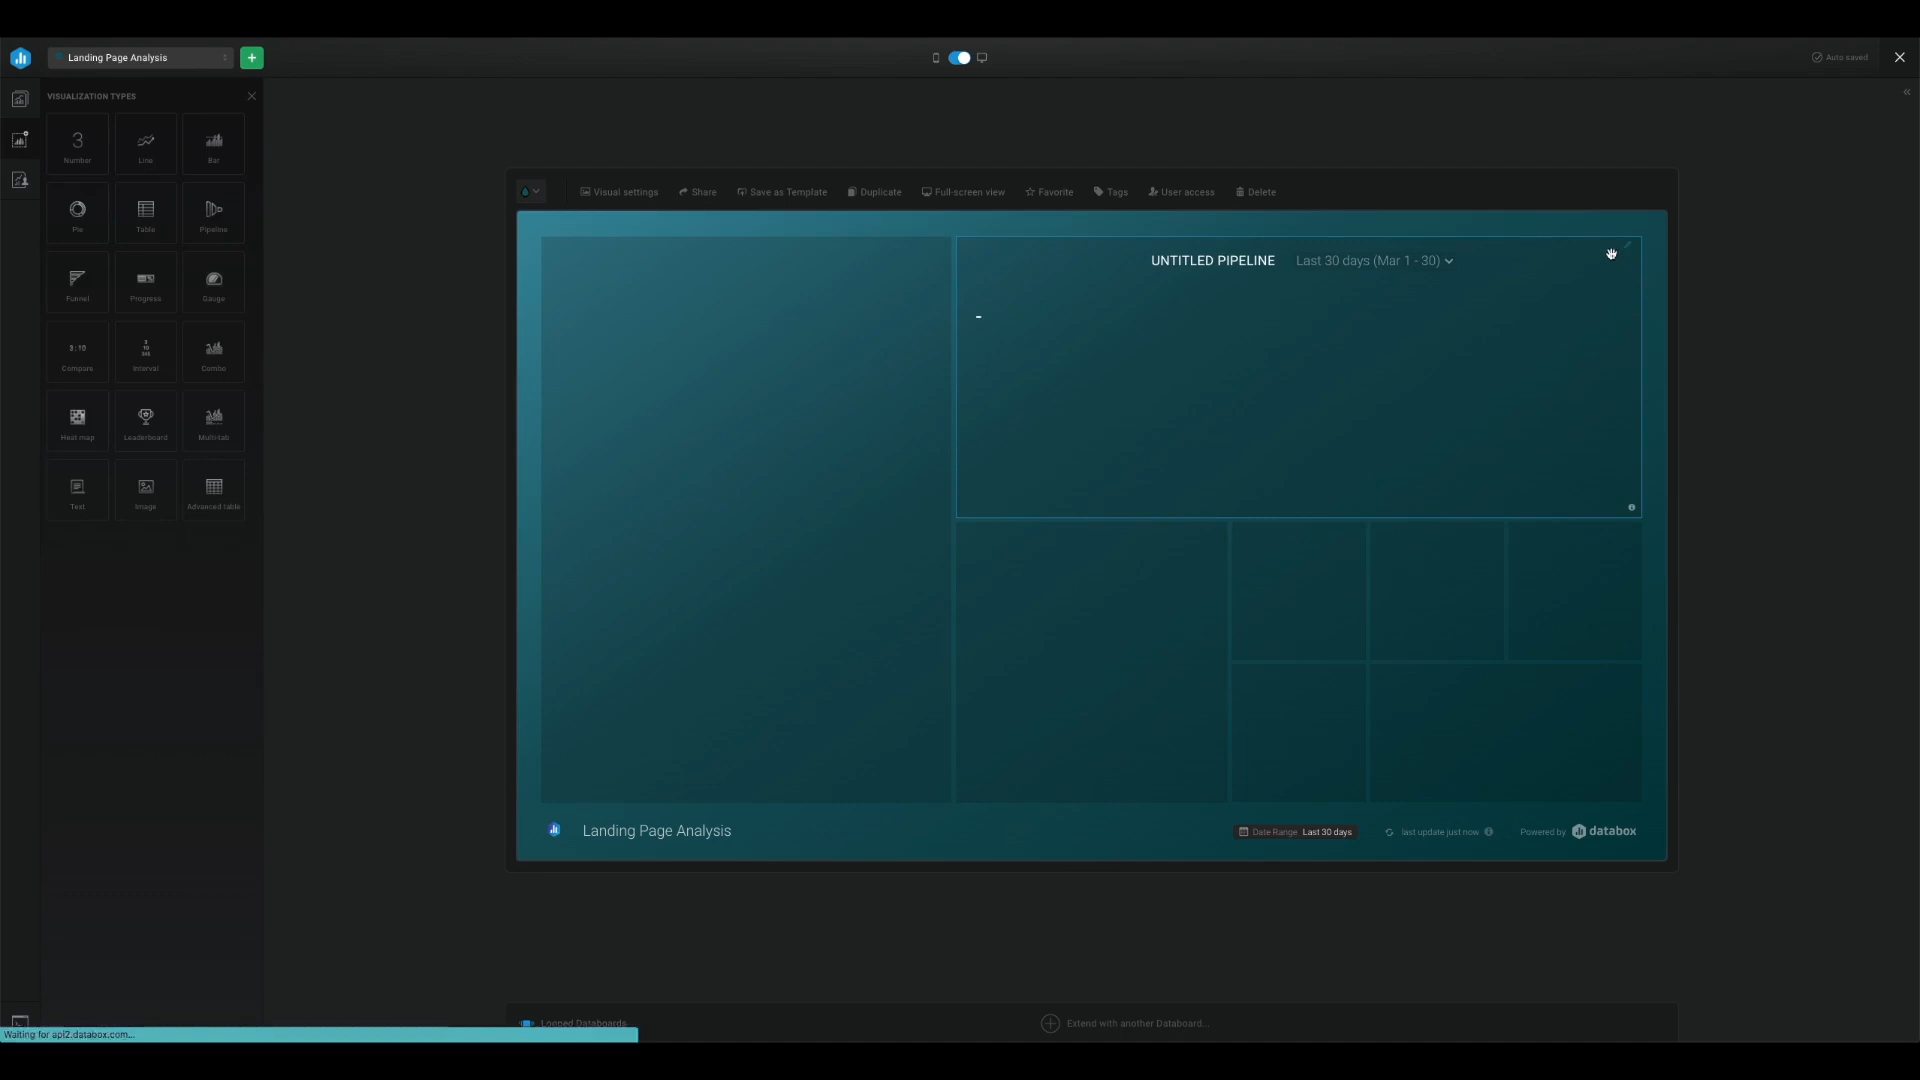 Landing Page Analysis
+
Auto saved
VISUALIZATION TYPES
3
Number
Line
Bar
Pie
Table
Pipeline
Funnel
Progress
Gauge
3:10
Compare
3
10
Interval
Combo
Heat map
Leaderboard
Multi-tab
Text
Image
Advanced table
Visual settings
Share
Save as Template
Duplicate
Full-screen view
Favorite
Tags
User access
Delete
UNTITLED PIPELINE
Last 30 days (Mar 1 - 30)
-
Landing Page Analysis
Date Range Last 30 days
last update just now
Powered by databox
Looped Databoards
Extend with another Databoard...
Waiting for api2.databox.com...